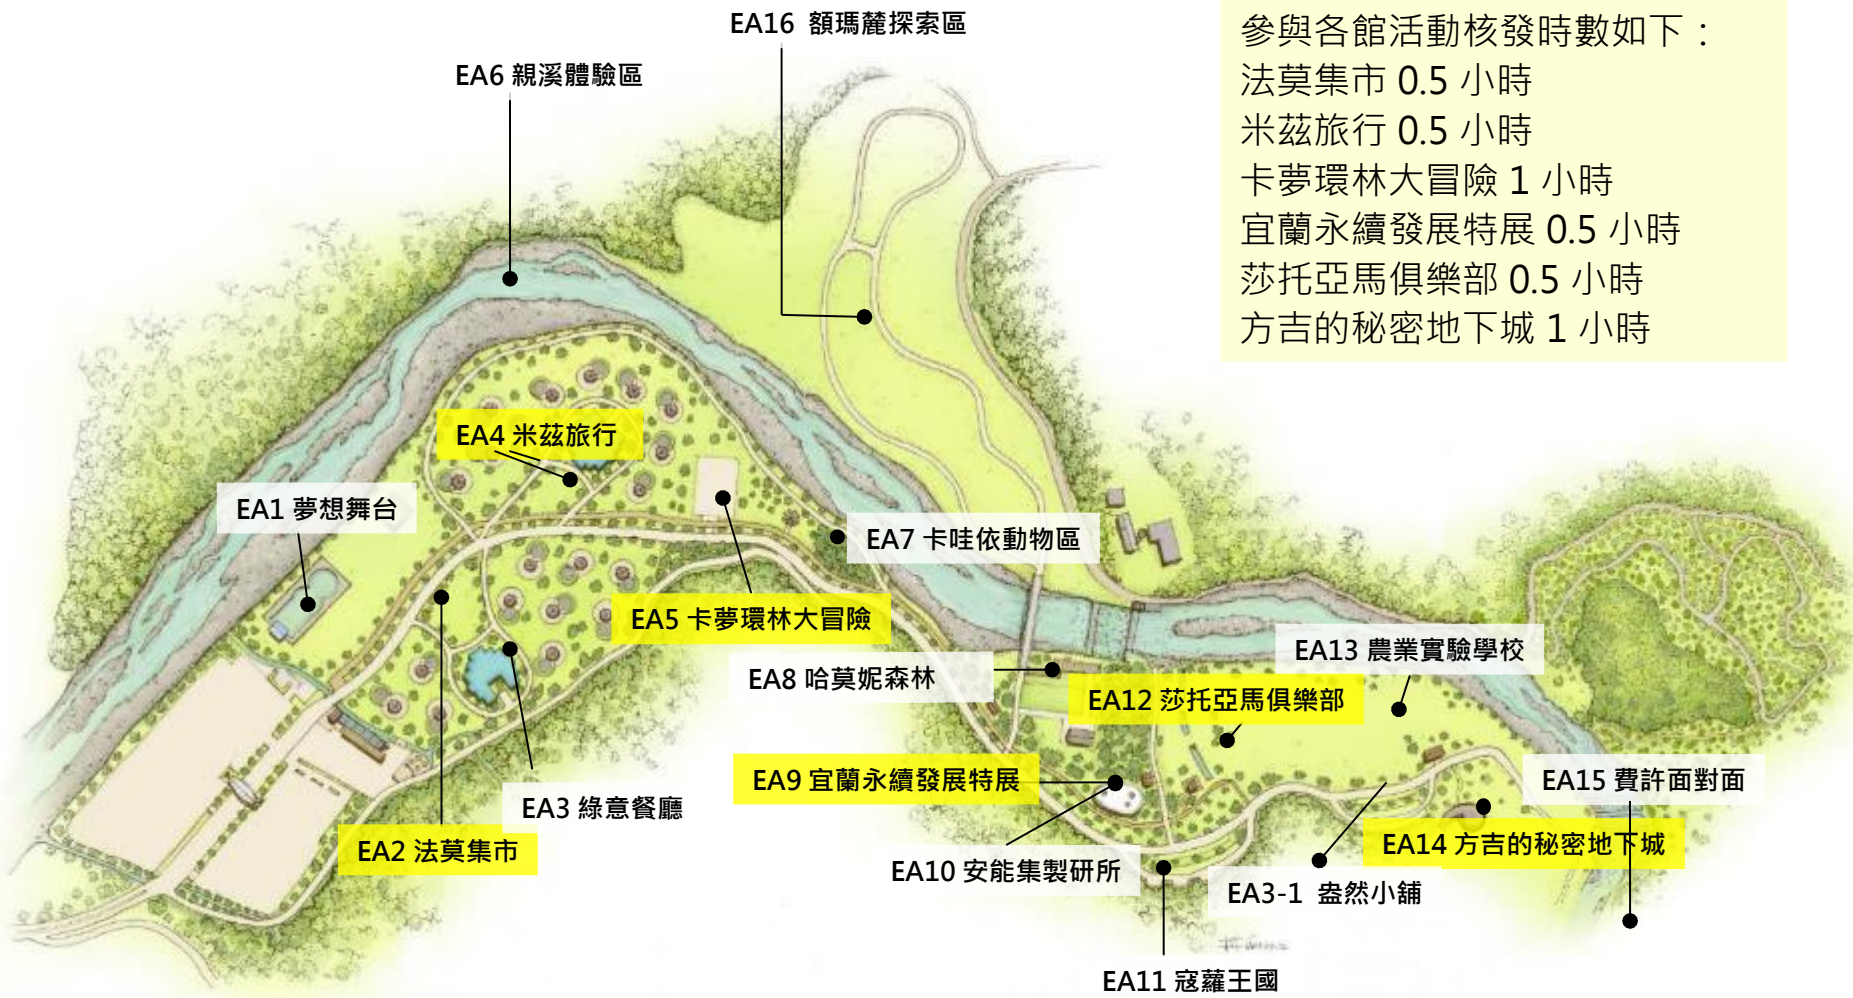 EA16 額瑪蔍探索區
參與各館活動核發時數如下：
法莫集市 0.5 小時
米茲旅行 0.5 小時
卡夢環林大冒險 1 小時
宜蘭永續發展特展 0.5 小時
莎托亞馬俱樂部 0.5 小時
方吉的秘密地下城 1 小時
EA6 親溪體驗區
EA4 米茲旅行
EA1 夢想舞台
EA7 卡哇依動物區
EA5 卡夢環林大冒險
EA8 哈莫妮森林
EA13 農業實驗學校
EA12 莎托亞馬俱樂部
EA9 宜蘭永續發展特展
EA15 費許面對面
EA3 綠意餐廳
EA2 法莫集市
EA14 方吉的秘密地下城
EA10 安能集製研所
EA3-1 盎然小舖
EA11 寇蘿王國